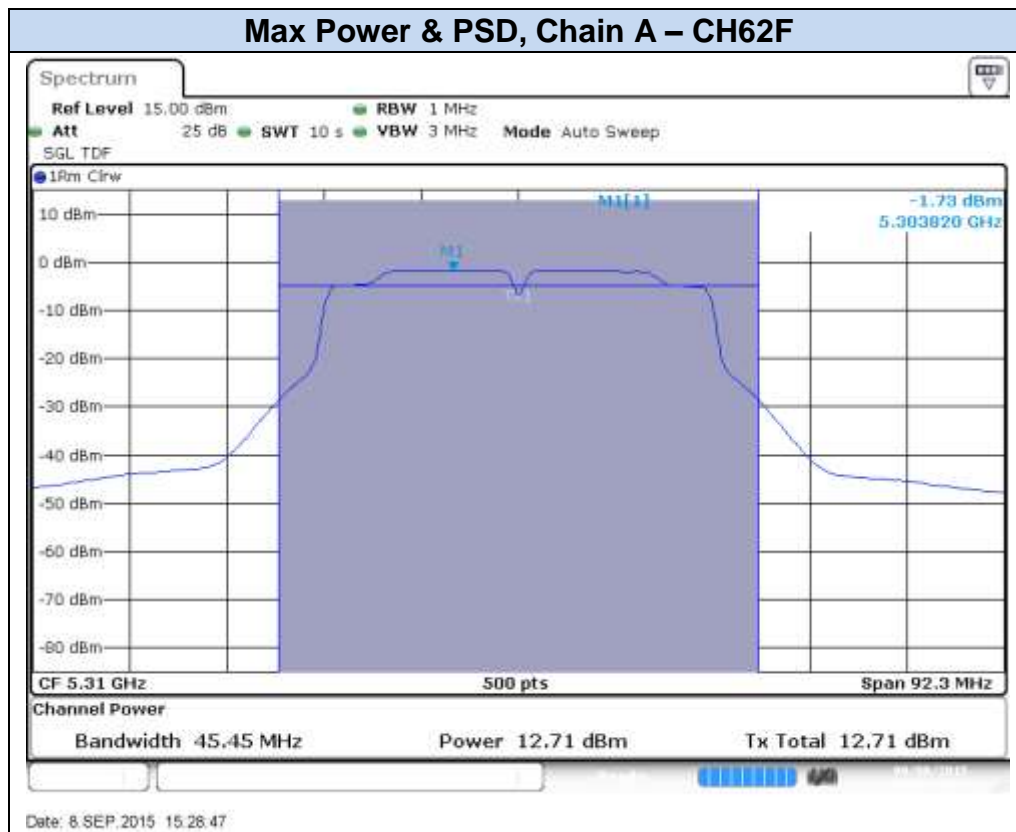 Max Power & PSD, Chain A – CH62F
Spectrum
Ref Level 15.00 dBm RBW 1 MHz
Att 25 dB SWT 10 s VBW 3 MHz Mode Auto Sweep
SGL TDF
1Rm Clrw
M1[1] -1.73 dBm
5.303820 GHz
10 dBm
0 dBm
M1
-10 dBm
-20 dBm
-30 dBm
-40 dBm
-50 dBm
-60 dBm
-70 dBm
-80 dBm
CF 5.31 GHz 500 pts Span 92.3 MHz
Channel Power
Bandwidth 45.45 MHz Power 12.71 dBm Tx Total 12.71 dBm
Date: 8.SEP.2015 15:28:47